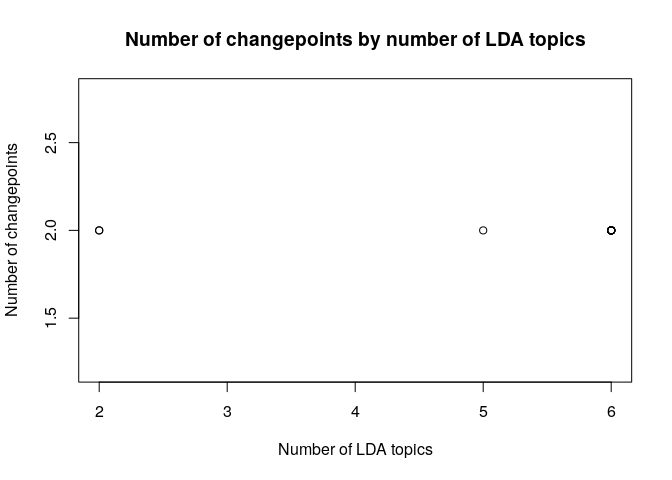 Number of changepoints by number of LDA topics
Number of changepoints
2.5
2.0
1.5
2 3 4 5 6
Number of LDA topics